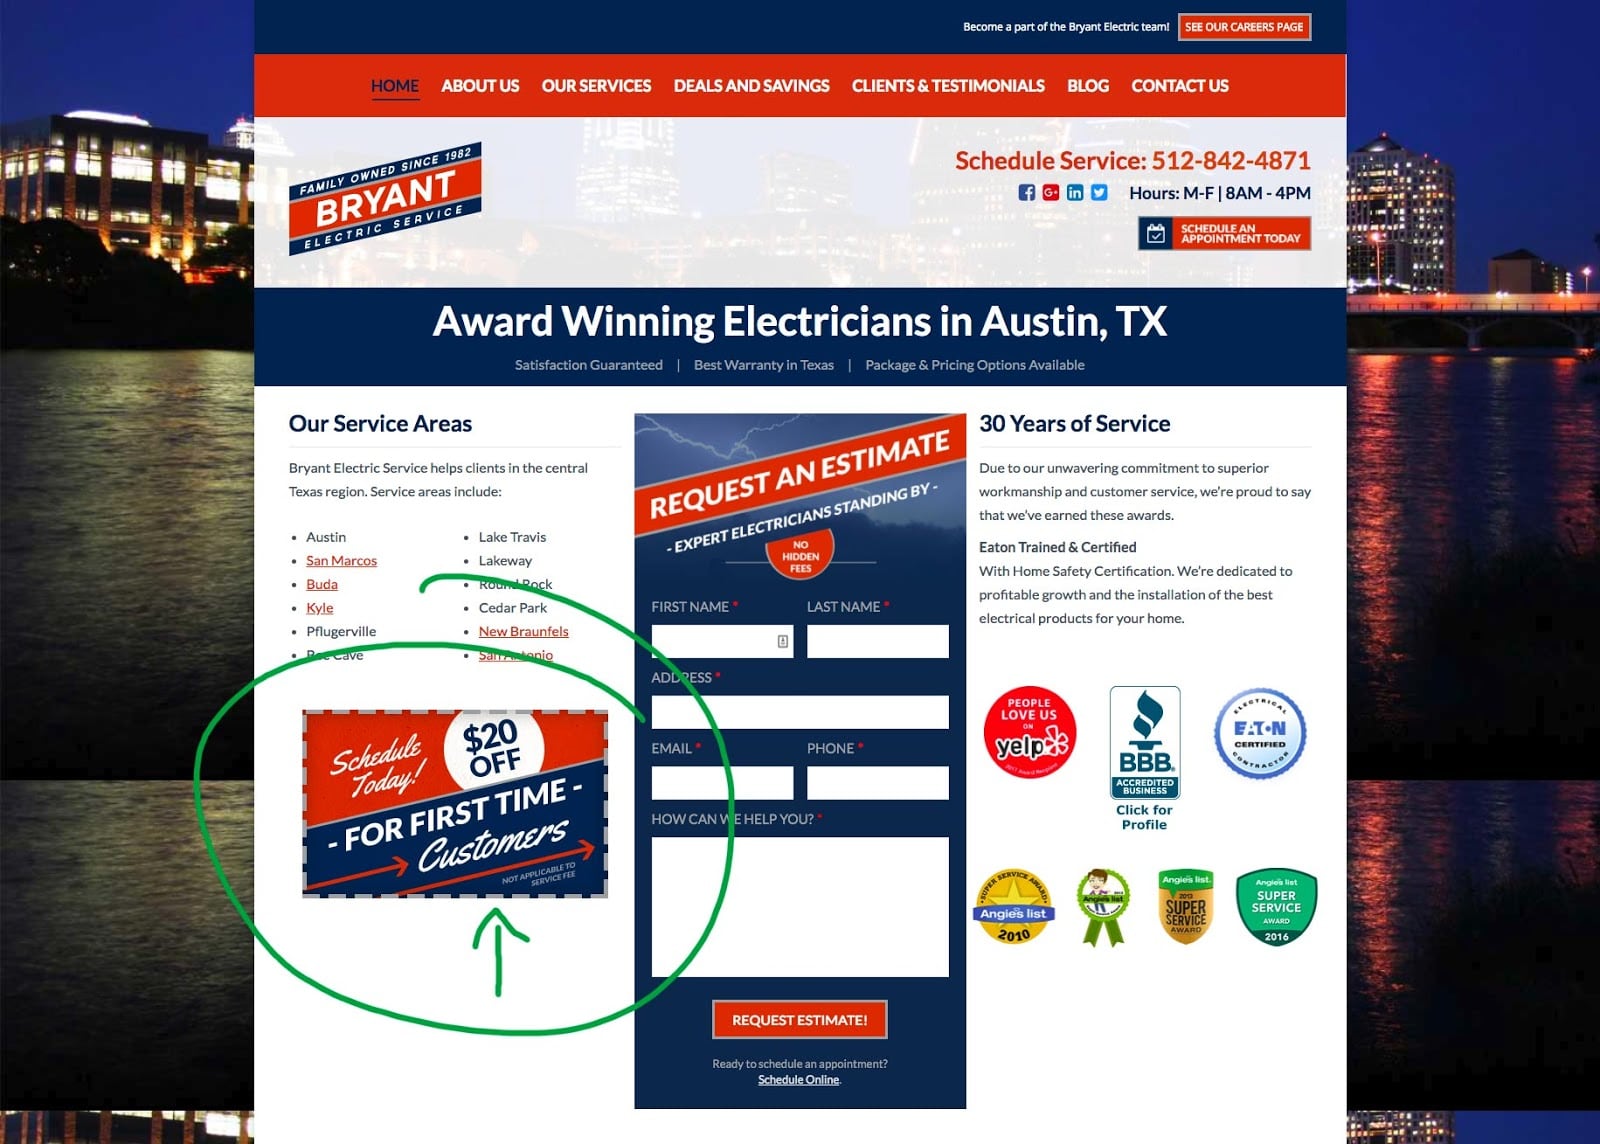 Become a part of the Bryant Electric team! SEE OUR CAREERS PAGE
HOME ABOUT US OUR SERVICES DEALS AND SAVINGS CLIENTS & TESTIMONIALS BLOG CONTACT US
FAMILY OWNED SINCE 1982
BRYANT
ELECTRIC SERVICE
Schedule Service: 512-842-4871
Hours: M-F | 8AM - 4PM
SCHEDULE AN
APPOINTMENT TODAY
Award Winning Electricians in Austin, TX
Satisfaction Guaranteed | Best Warranty in Texas | Package & Pricing Options Available
Our Service Areas
Bryant Electric Service helps clients in the central
Texas region. Service areas include:
• Austin
• San Marcos
• Buda
• Kyle
• Pflugerville
• Bee Cave
• Lake Travis
• Lakeway
• Round Rock
• Cedar Park
• New Braunfels
• San Antonio
Schedule
Today!
$20
OFF
- FOR FIRST TIME -
Customers
NOT APPLICABLE TO
SERVICE FEE
REQUEST AN ESTIMATE
- EXPERT ELECTRICIANS STANDING BY -
NO
HIDDEN
FEES
FIRST NAME * LAST NAME *
ADDRESS *
EMAIL * PHONE *
HOW CAN WE HELP YOU? *
REQUEST ESTIMATE!
Ready to schedule an appointment?
Schedule Online.
30 Years of Service
Due to our unwavering commitment to superior
workmanship and customer service, we're proud to say
that we've earned these awards.
Eaton Trained & Certified
With Home Safety Certification. We're dedicated to
profitable growth and the installation of the best
electrical products for your home.
PEOPLE
LOVE US
ON
yelp
2017 Award Recipient
BBB.
ACCREDITED
BUSINESS
Click for
Profile
ELECTRICAL
EATON
CERTIFIED
CONTRACTOR
SUPER SERVICE AWARD
Angie's list
2010
Angie's list
Angie's list.
2013
SUPER
SERVICE
AWARD
Angie's list
SUPER
SERVICE
AWARD
2016